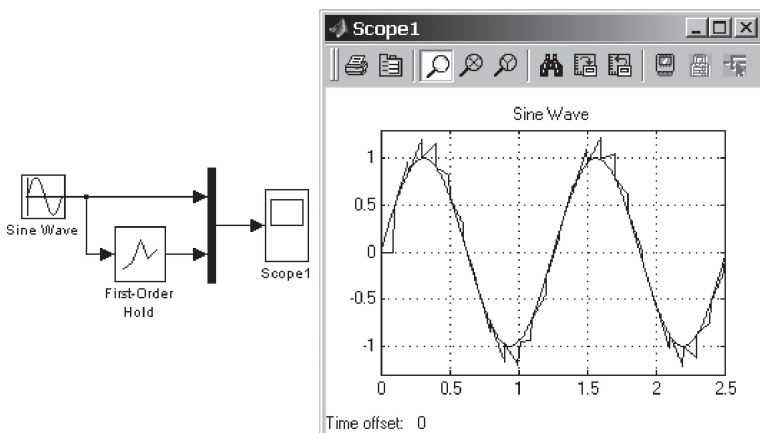 Scope1
Sine Wave
1
0.5
0
-0.5
-1
0
0.5
1
1.5
2
2.5
Time offset: 0
Sine Wave
First-Order
Hold
Scope1